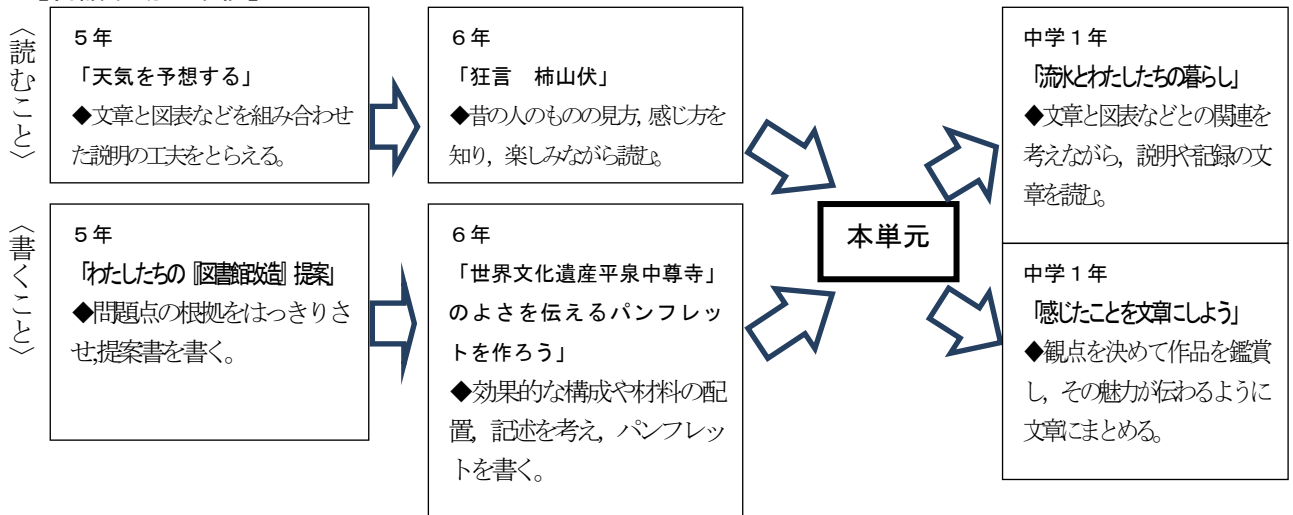 〈読むこと〉
5年
「天気を予想する」
◆文章と図表などを組み合わせ
た説明の工夫をとらえる。
6年
「狂言　柿山伏」
◆昔の人のものの見方，感じ方を
知り，楽しみながら読む。
中学1年
「流氷とわたしたちの暮らし」
◆文章と図表などとの関連を
考えながら，説明や記録の文
章を読む。
本単元
〈書くこと〉
5年
「わたしたちの『図書館改造』提案」
◆問題点の根拠をはっきりさ
せ,提案書を書く。
6年
「世界文化遺産平泉中尊寺」
のよさを伝えるパンフレッ
トを作ろう」
◆効果的な構成や材料の配
置，記述を考え，パンフレッ
トを書く。
中学1年
「感じたことを文章にしよう」
◆観点を決めて作品を鑑賞
し，その魅力が伝わるように
文章にまとめる。